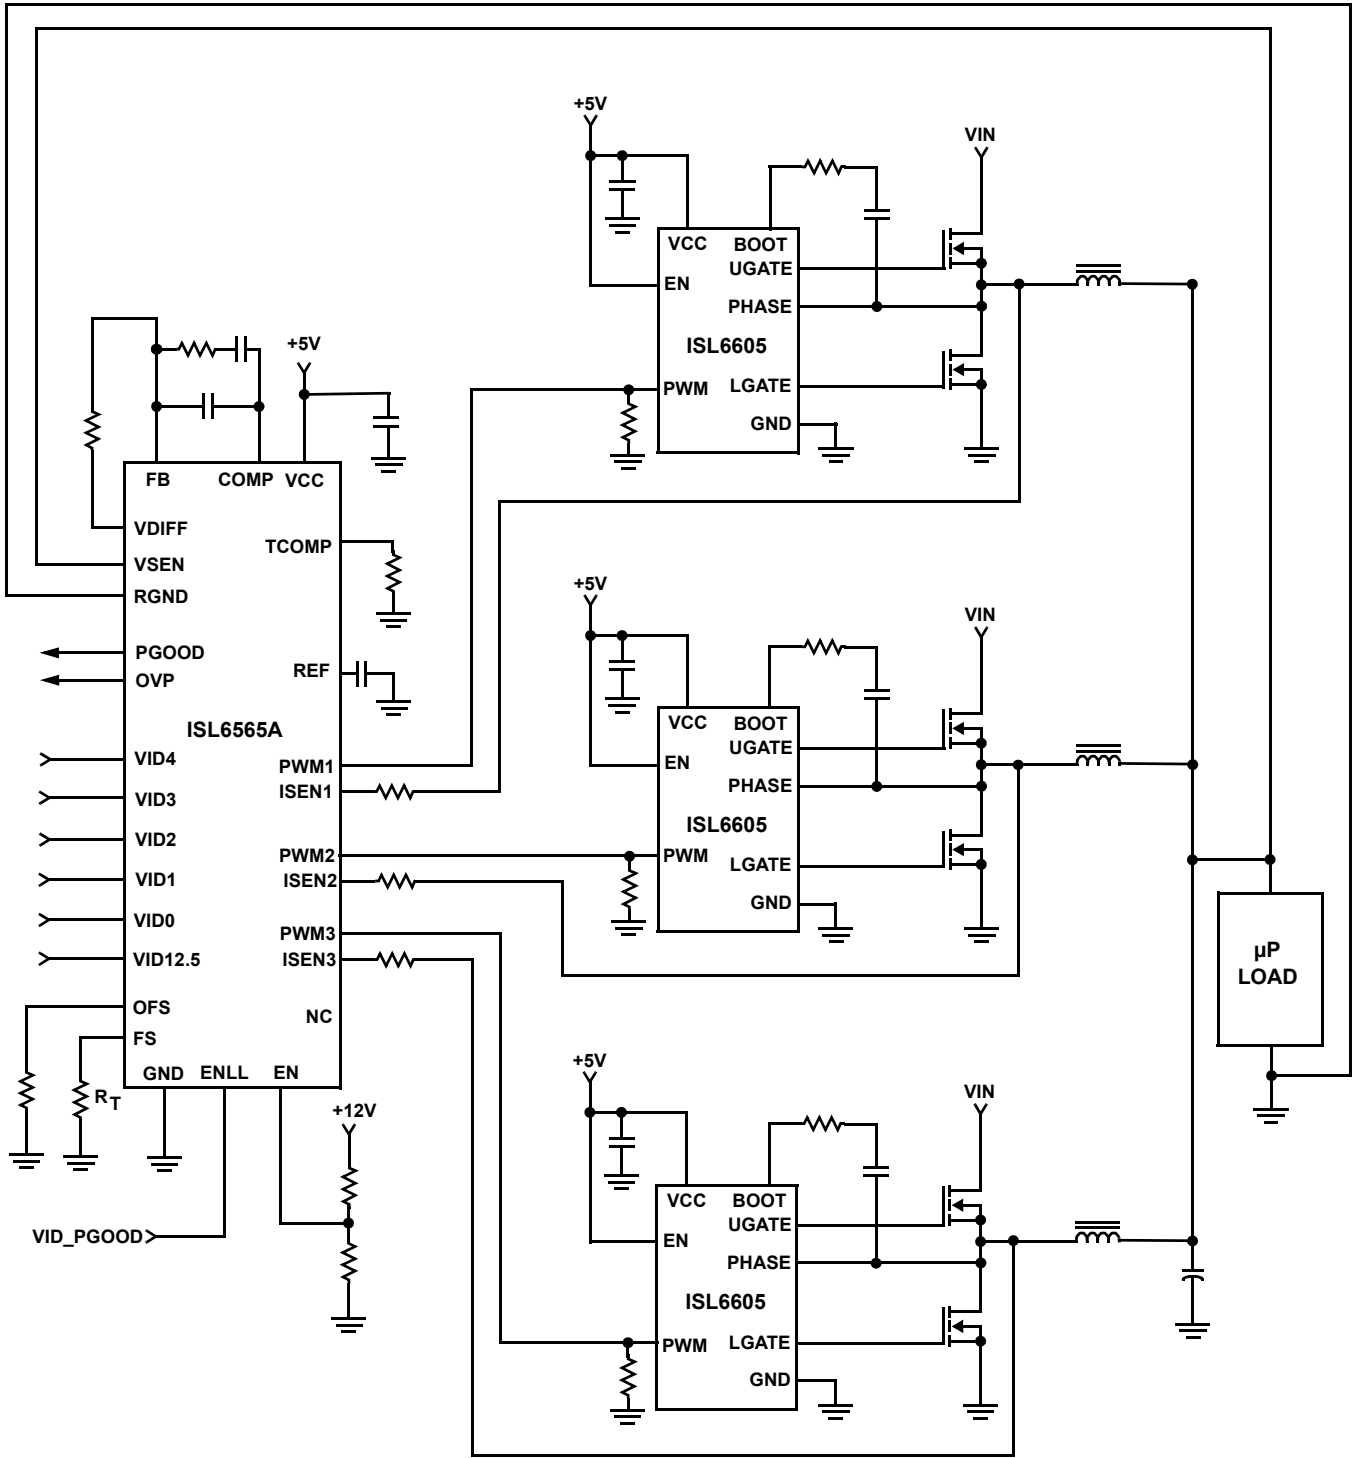 +5V
VIN
VCC
BOOT
UGATE
EN
PHASE
ISL6605
PWM
LGATE
GND
+5V
FB
COMP
VCC
VDIFF
TCOMP
VSEN
RGND
PGOOD
REF
OVP
ISL6565A
VID4
PWM1
VID3
ISEN1
VID2
PWM2
VID1
ISEN2
VID0
PWM3
VID12.5
ISEN3
OFS
NC
FS
GND
ENLL
EN
RT
+12V
VID_PGOOD
+5V
VIN
VCC
BOOT
UGATE
EN
PHASE
ISL6605
PWM
LGATE
GND
µP
LOAD
+5V
VIN
VCC
BOOT
UGATE
EN
PHASE
ISL6605
PWM
LGATE
GND